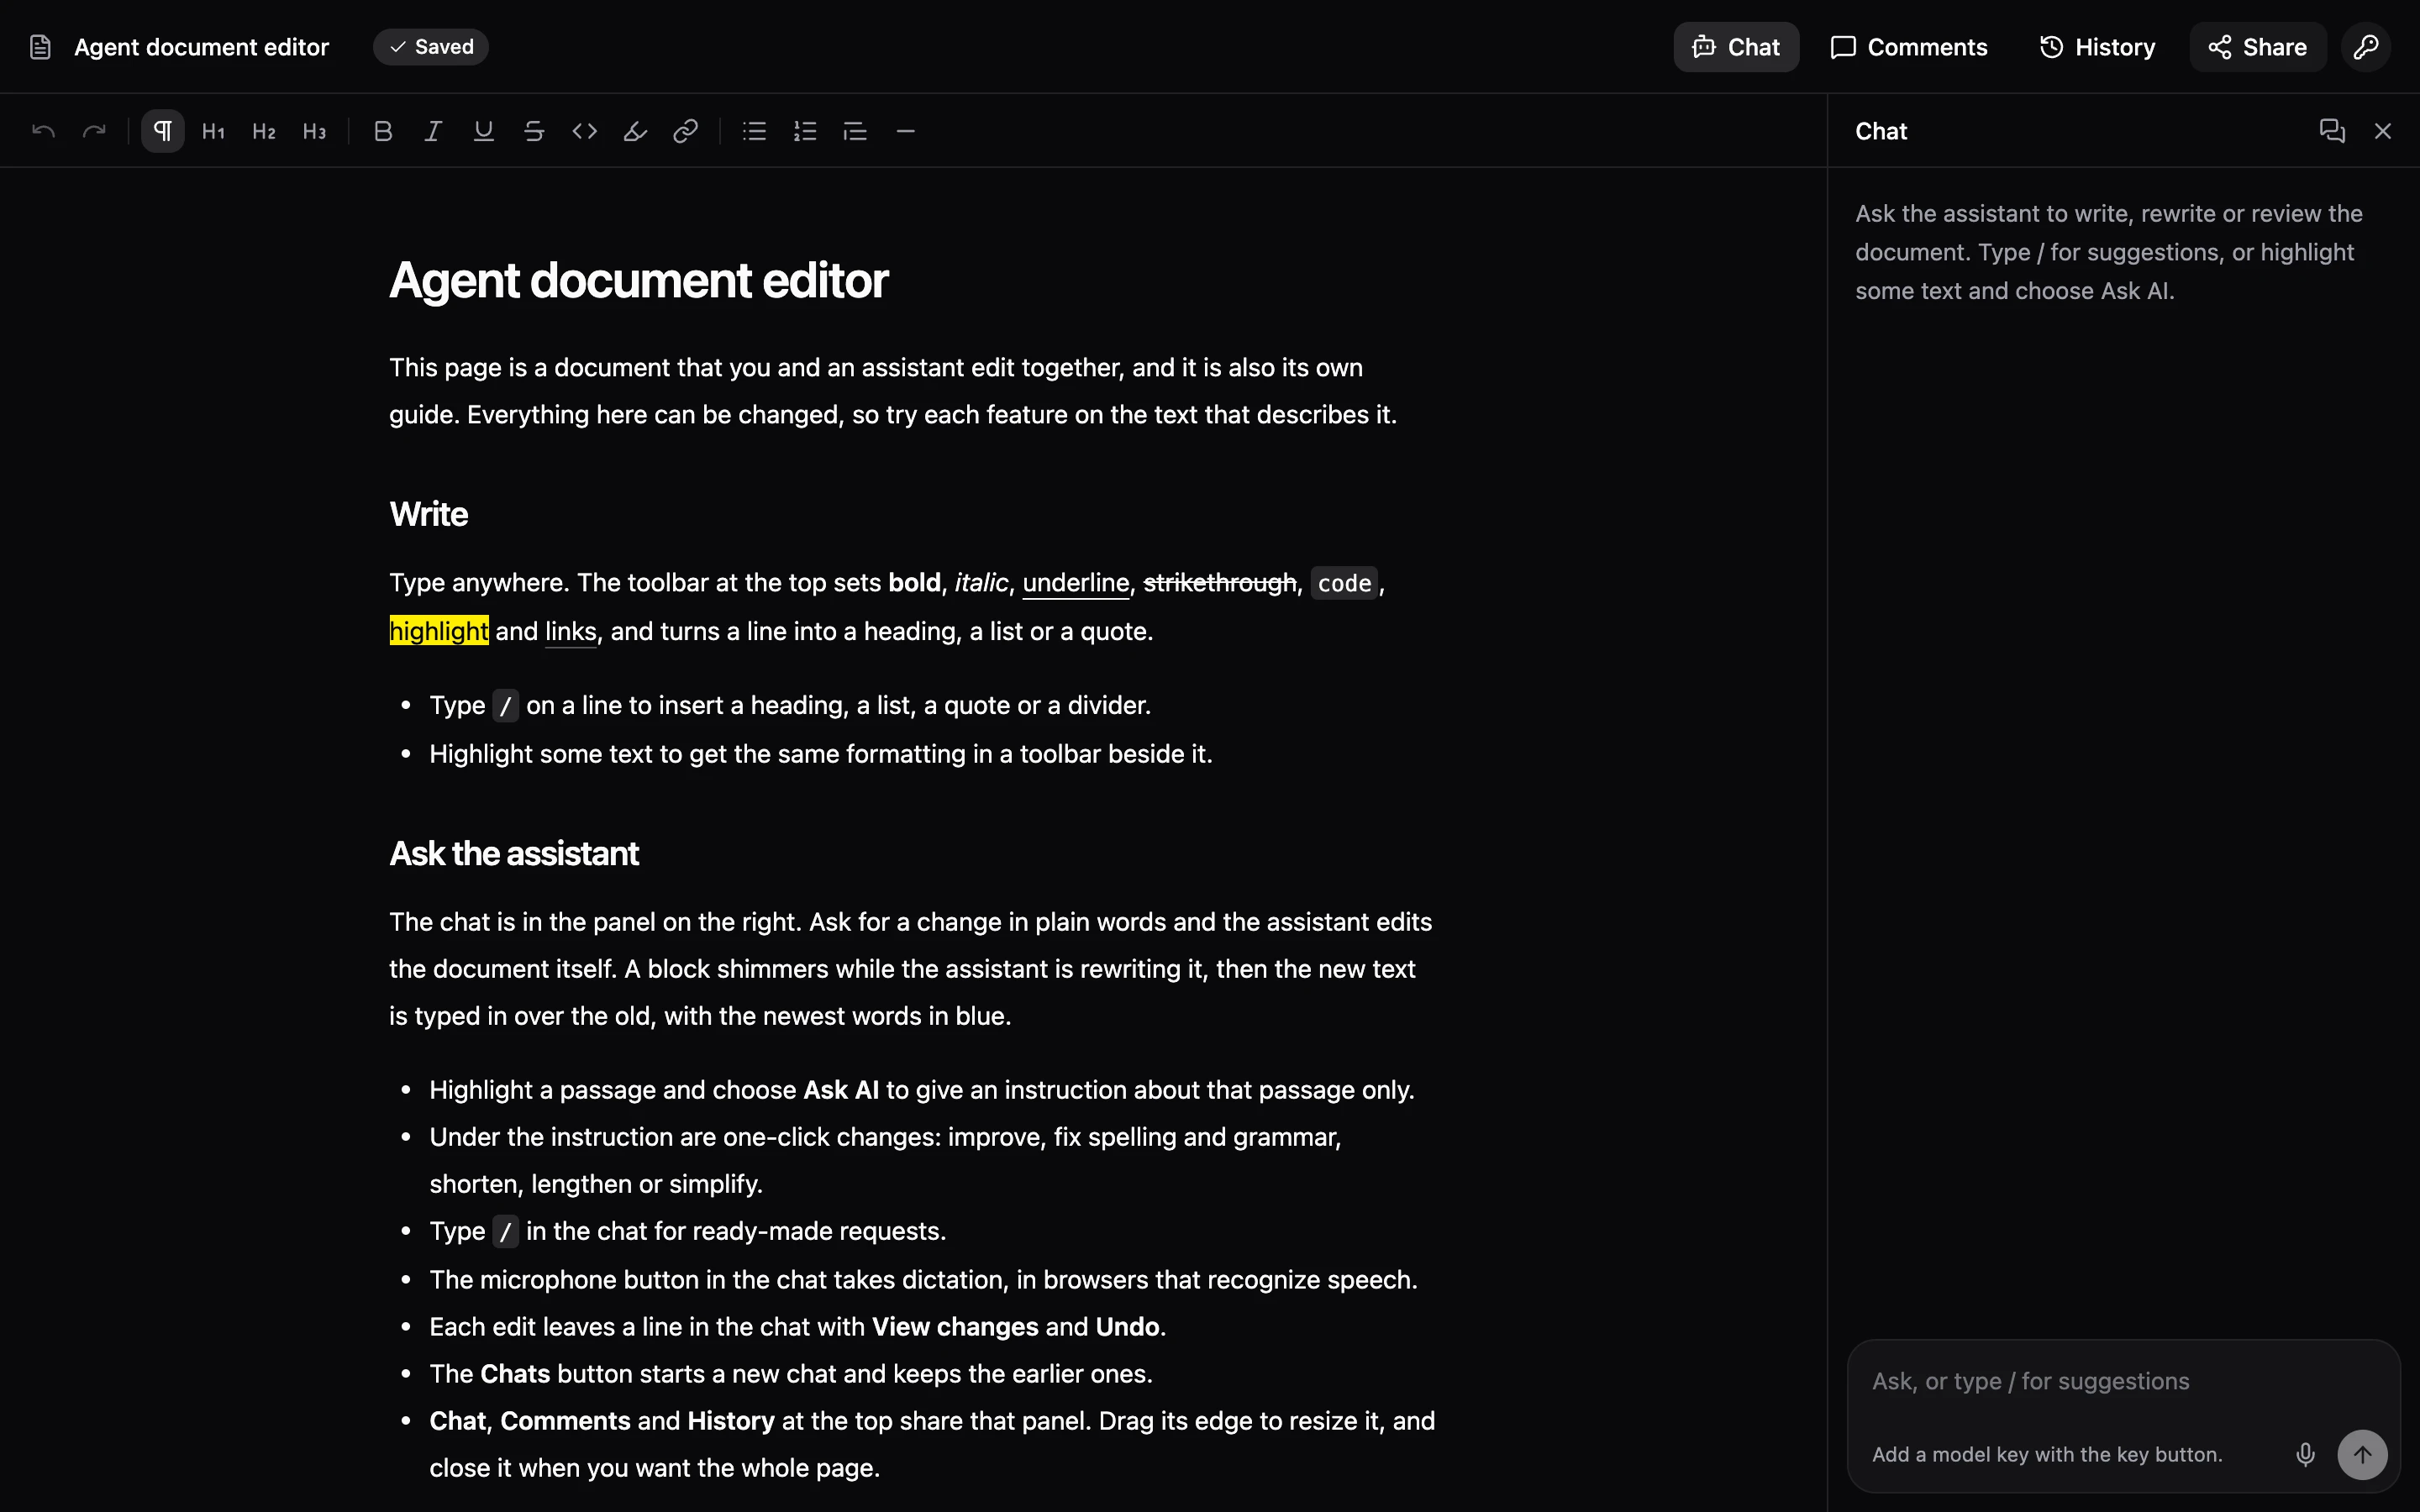 Agent document editor
Saved
Chat
Comments
History
Share
H1
H2
H3
Chat
Agent document editor
This page is a document that you and an assistant edit together, and it is also its own
guide. Everything here can be changed, so try each feature on the text that describes it.
Write
Type anywhere. The toolbar at the top sets bold, italic, underline, strikethrough, code,
highlight and links, and turns a line into a heading, a list or a quote.
• Type / on a line to insert a heading, a list, a quote or a divider.
• Highlight some text to get the same formatting in a toolbar beside it.
Ask the assistant
The chat is in the panel on the right. Ask for a change in plain words and the assistant edits
the document itself. A block shimmers while the assistant is rewriting it, then the new text
is typed in over the old, with the newest words in blue.
• Highlight a passage and choose Ask AI to give an instruction about that passage only.
• Under the instruction are one-click changes: improve, fix spelling and grammar,
shorten, lengthen or simplify.
• Type / in the chat for ready-made requests.
• The microphone button in the chat takes dictation, in browsers that recognize speech.
• Each edit leaves a line in the chat with View changes and Undo.
• The Chats button starts a new chat and keeps the earlier ones.
• Chat, Comments and History at the top share that panel. Drag its edge to resize it, and
close it when you want the whole page.
Ask the assistant to write, rewrite or review the
document. Type / for suggestions, or highlight
some text and choose Ask AI.
Ask, or type / for suggestions
Add a model key with the key button.